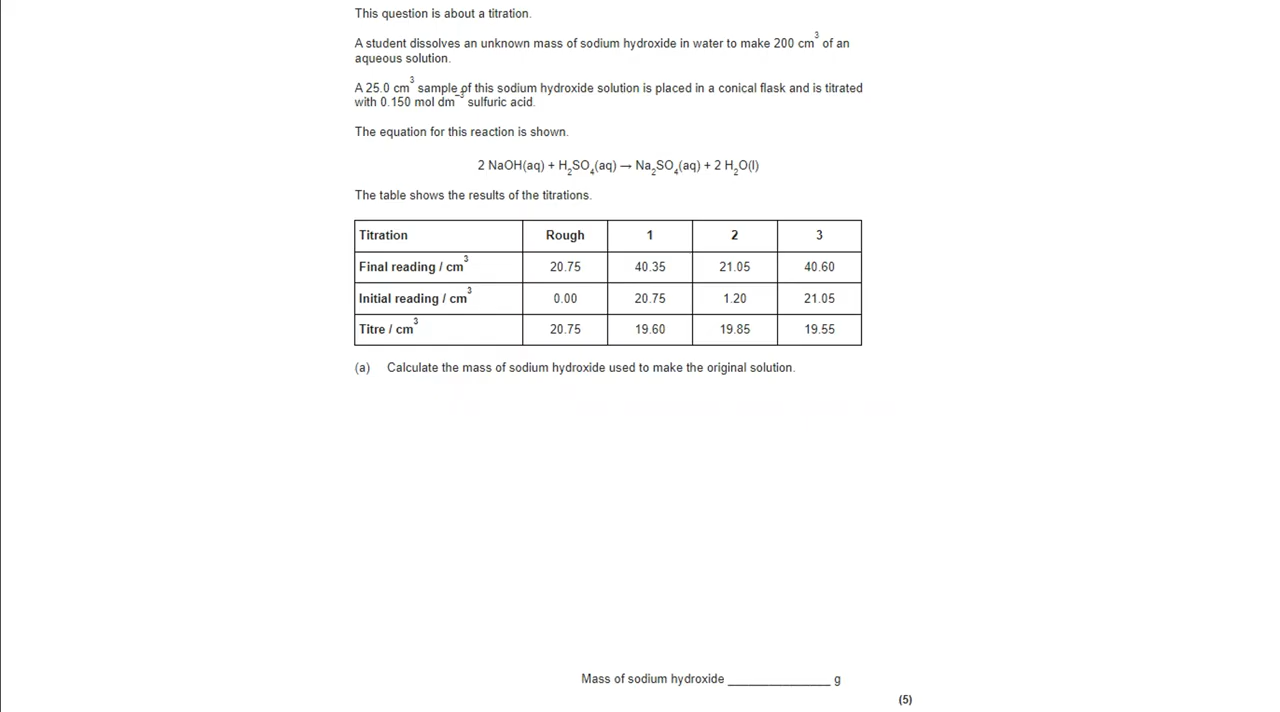 This question is about a titration.
A student dissolves an unknown mass of sodium hydroxide in water to make 200 cm³ of an
aqueous solution.
A 25.0 cm³ sample of this sodium hydroxide solution is placed in a conical flask and is titrated
with 0.150 mol dm⁻³ sulfuric acid.
The equation for this reaction is shown.
2 NaOH(aq) + H₂SO₄(aq) → Na₂SO₄(aq) + 2 H₂O(l)
The table shows the results of the titrations.
Titration Rough 1 2 3
Final reading / cm³ 20.75 40.35 21.05 40.60
Initial reading / cm³ 0.00 20.75 1.20 21.05
Titre / cm³ 20.75 19.60 19.85 19.55
(a) Calculate the mass of sodium hydroxide used to make the original solution.
Mass of sodium hydroxide _______________ g
(5)